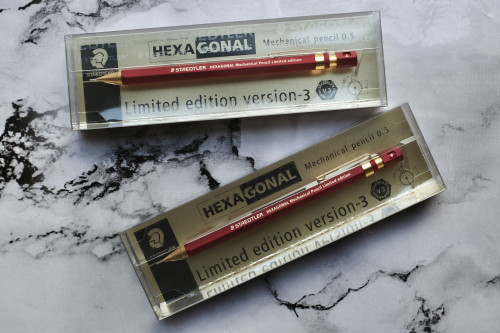 HEXAGONAL Mechanical pencil 0.5
STAEDTLER
STAEDTLER HEXAGONAL Mechanical Pencil Limited edition
Limited edition version-3
HEXAGONAL Mechanical pencil 0.5
STAEDTLER HEXAGONAL Mechanical Pencil Limited edition
Limited edition version-3